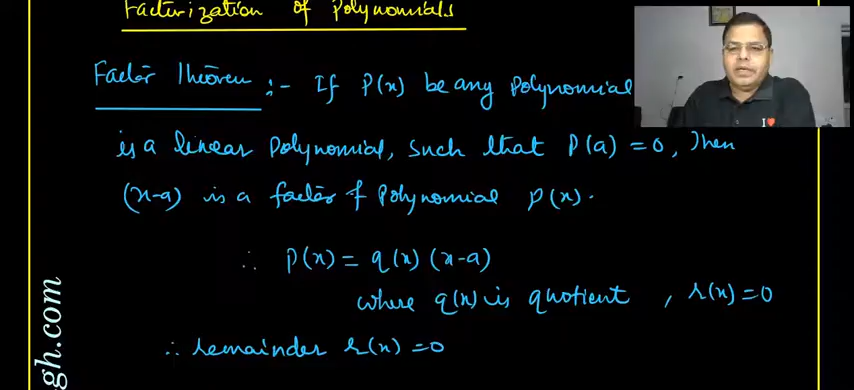 Factorization of Polynomials
Factor Theorem :- If P(x) be any polynomial
is a linear polynomial, such that P(a) = 0, Then
(x-a) is a factor of Polynomial p(x).
∴ P(x) = q(x) (x-a)
where q(x) is quotient , r(x) = 0
∴ remainder r(x) = 0
gh.com
I ❤